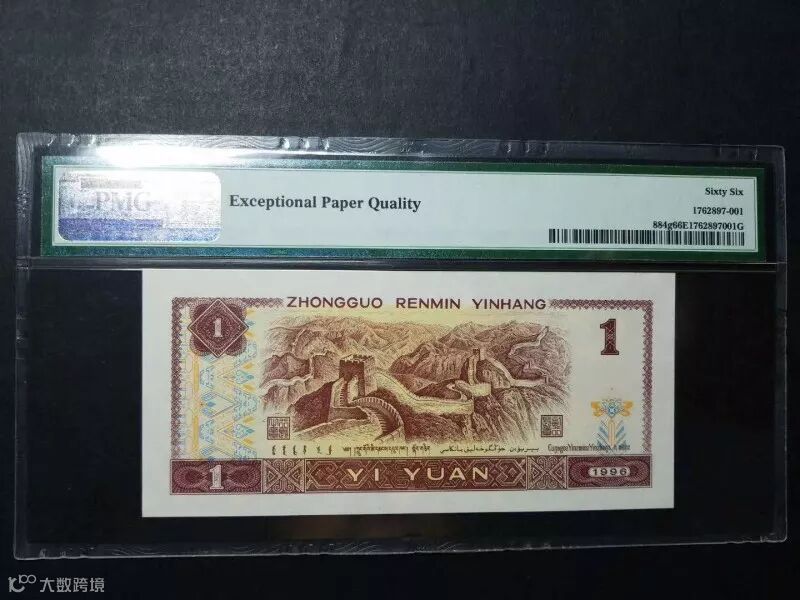 PMG
Exceptional Paper Quality
Sixty Six
1762897-001
884g66E1762897001G
ZHONGGUO RENMIN YINHANG
1
1
1
YI YUAN
1996
大数跨境